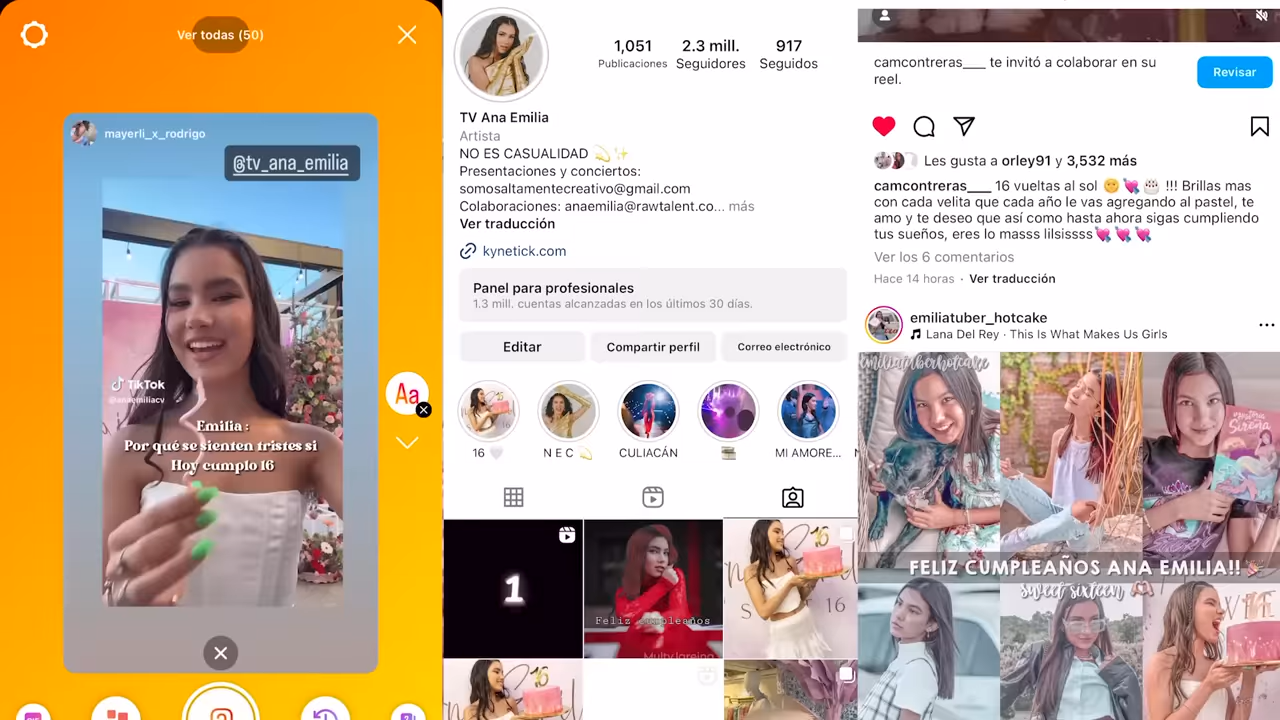 Ver todas (50)
mayerli_x_rodrigo
@tv_ana_emilia
TikTok
@anaemiliacv
Emilia :
Por qué se sienten tristes si
Hoy cumplo 16
Aa
1,051
Publicaciones
2.3 mill.
Seguidores
917
Seguidos
TV Ana Emilia
Artista
NO ES CASUALIDAD 💫✨
Presentaciones y conciertos:
somosaltamentecreativo@gmail.com
Colaboraciones: anaemilia@rawtalent.co... más
Ver traducción
kynetick.com
Panel para profesionales
1.3 mill. cuentas alcanzadas en los últimos 30 días.
Editar
Compartir perfil
Correo electrónico
16 🤍
N E C 💫
CULIACÁN
MI AMORE...
1
Feliz cumpleaños
16
S
16
16
camcontreras___ te invitó a colaborar en su
reel.
Revisar
Les gusta a orley91 y 3,532 más
camcontreras___ 16 vueltas al sol 🌞💘🎂 !!! Brillas mas
con cada velita que cada año le vas agregando al pastel, te
amo y te deseo que así como hasta ahora sigas cumpliendo
tus sueños, eres lo masss lilsissss💘💘💘
Ver los 6 comentarios
Hace 14 horas · Ver traducción
emiliatuber_hotcake
Lana Del Rey · This Is What Makes Us Girls
emiliatuberhotcake
Sirena
FELIZ CUMPLEAÑOS ANA EMILIA!!🎉
sweet sixteen 🫶🏻